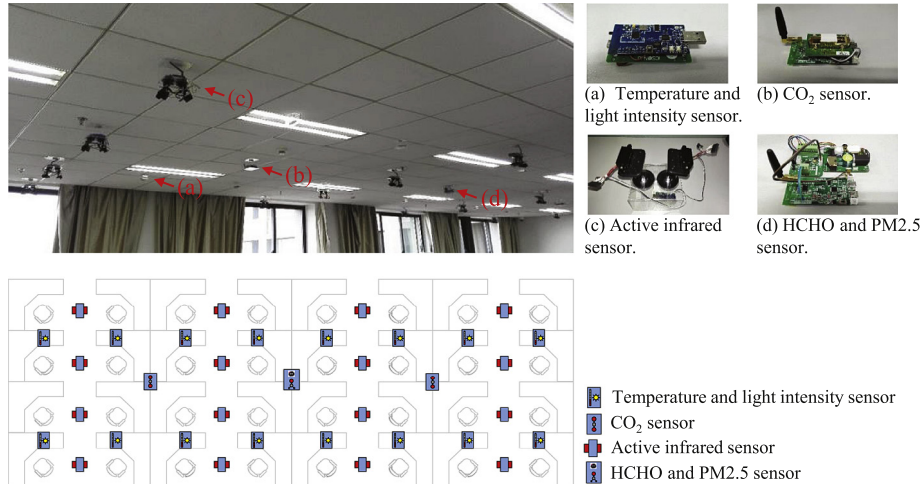 (c)
(a)
(b)
(d)
(a) Temperature and
light intensity sensor.
(b) CO₂ sensor.
(c) Active infrared
sensor.
(d) HCHO and PM2.5
sensor.
Temperature and light intensity sensor
CO₂ sensor
Active infrared sensor
HCHO and PM2.5 sensor